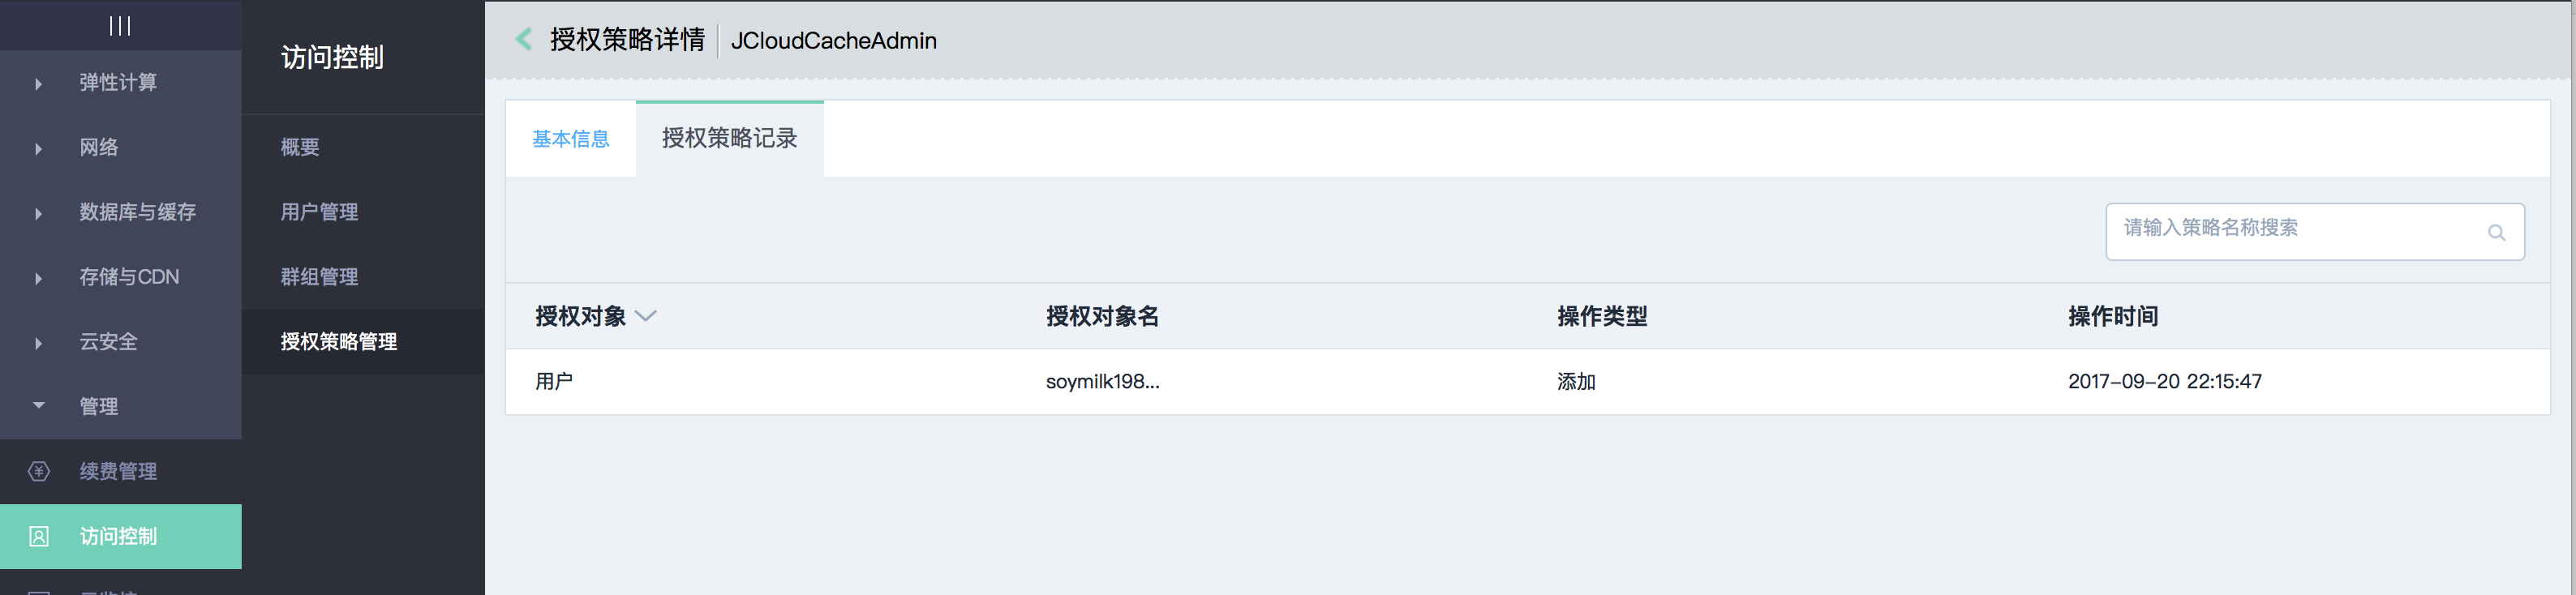 弹性计算
网络
数据库与缓存
存储与CDN
云安全
管理
续费管理
访问控制
访问控制
概要
用户管理
群组管理
授权策略管理
授权策略详情 JCloudCacheAdmin
基本信息 授权策略记录
请输入策略名称搜索
授权对象 授权对象名 操作类型 操作时间
用户 soymilk198... 添加 2017-09-20 22:15:47